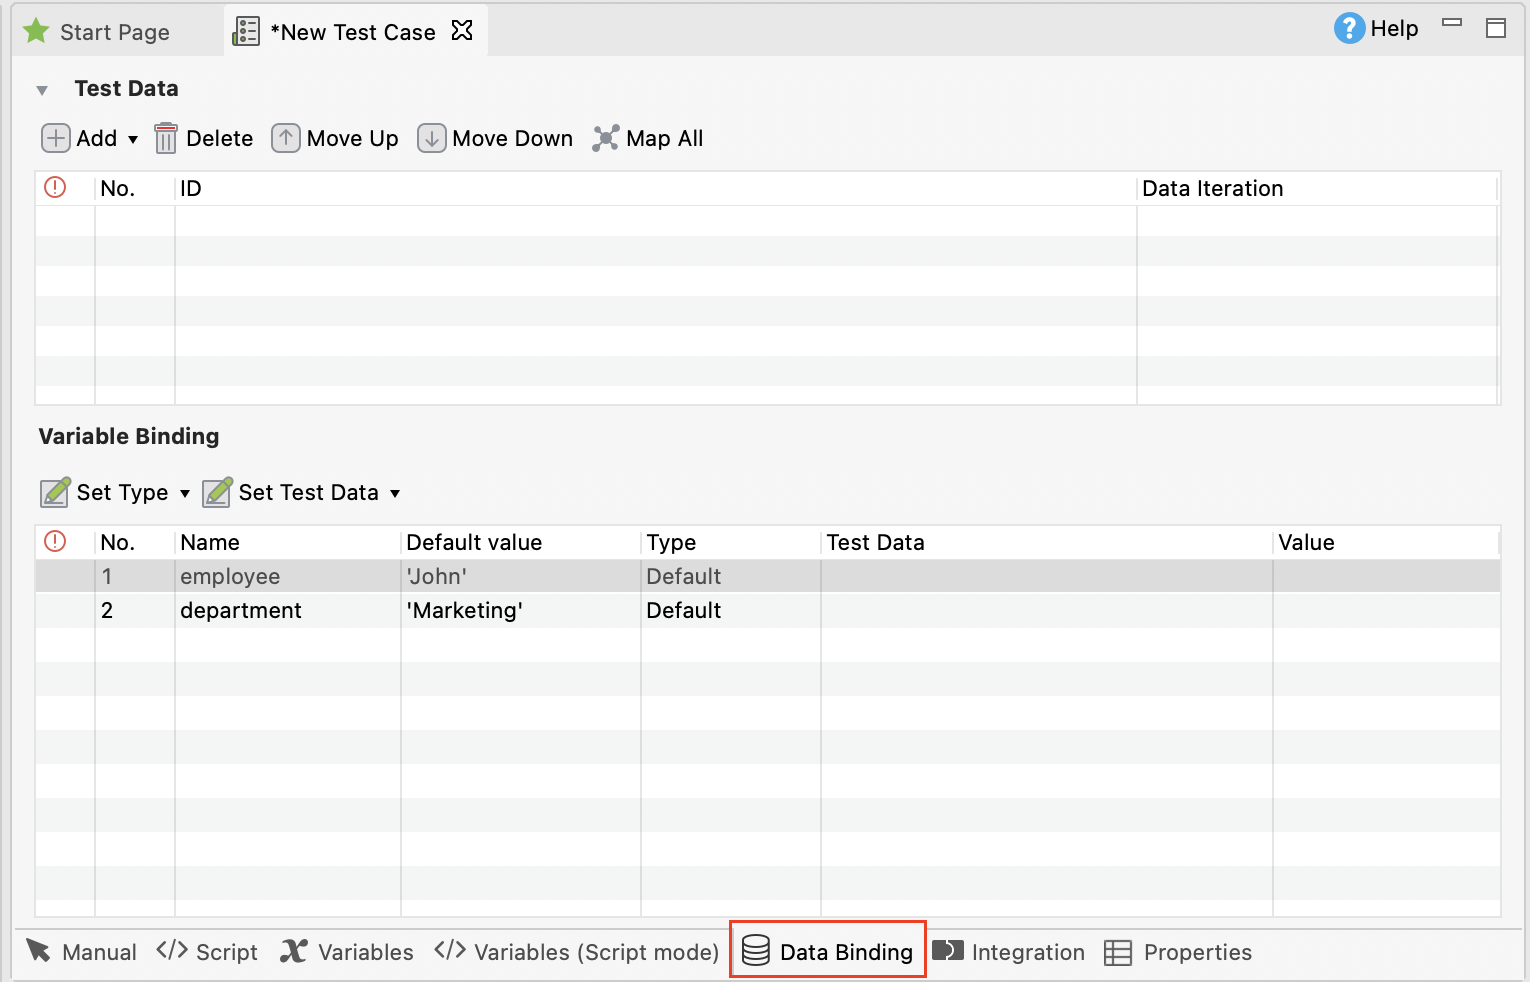 Start Page *New Test Case ? Help
Test Data
Add Delete Move Up Move Down Map All
! No. ID Data Iteration
Variable Binding
Set Type Set Test Data
! No. Name Default value Type Test Data Value
1 employee 'John' Default
2 department 'Marketing' Default
Manual </> Script x Variables </> Variables (Script mode) Data Binding Integration Properties